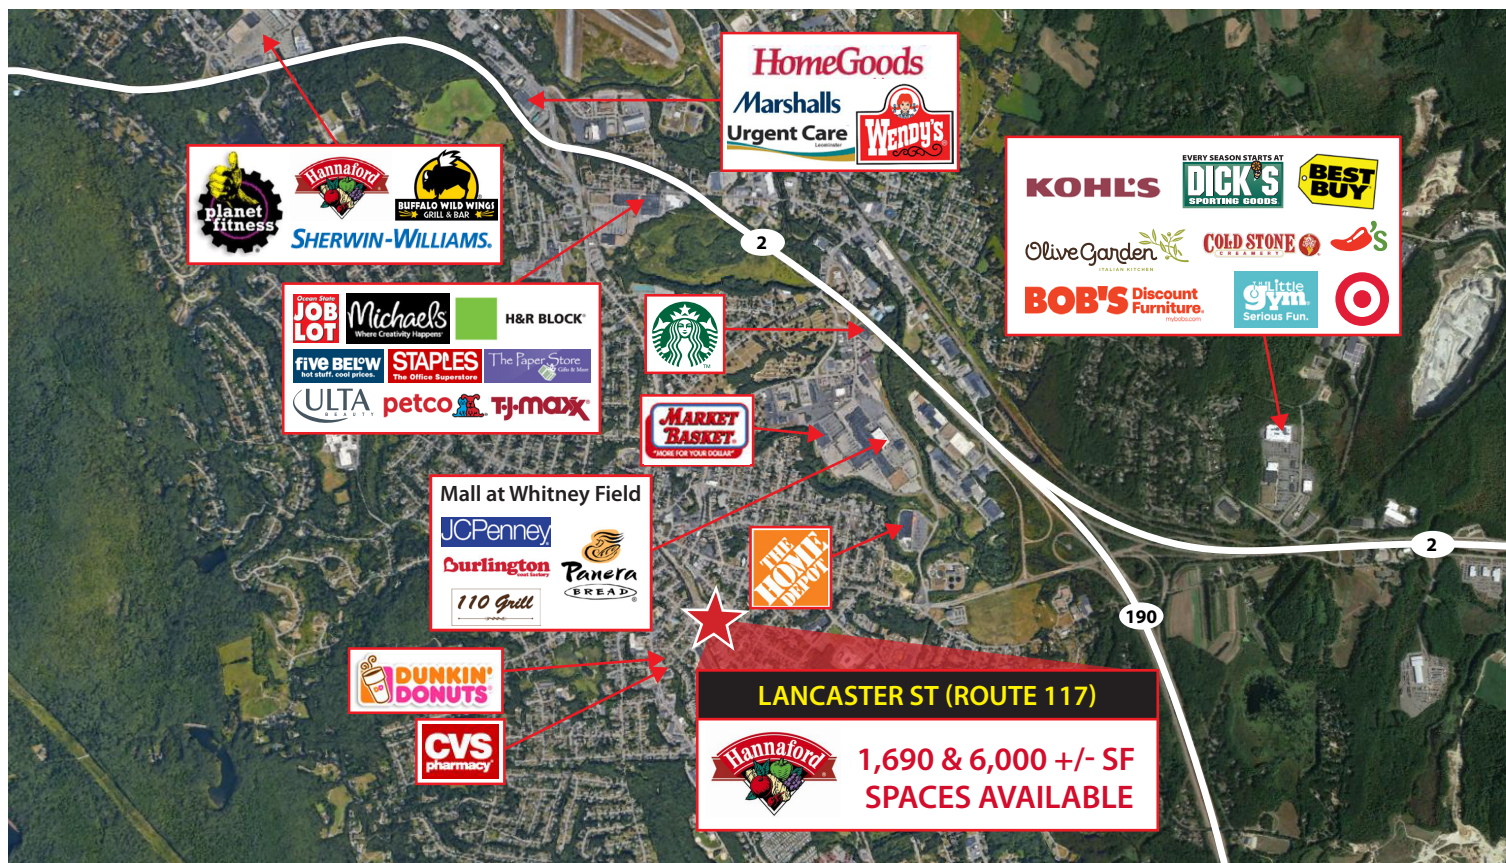 HomeGoods
Marshalls
Urgent Care
Leominster
WENDY'S
planet
fitness
Hannaford
BUFFALO WILD WINGS
GRILL & BAR
SHERWIN-WILLIAMS.
KOHL'S
EVERY SEASON STARTS AT
DICK'S
SPORTING GOODS
BEST
BUY
Olive Garden
ITALIAN KITCHEN
COLD STONE
CREAMERY
'S
BOB'S Discount
Furniture.
mybobs.com
Little
gym
Serious Fun.
2
Ocean State
JOB
LOT
Michaels
Where Creativity Happens
H&R BLOCK
five BELOW
hot stuff. cool prices.
STAPLES
The Office Superstore
The Paper Store
Gifts & More
ULTA
BEAUTY
petco
T·J·maxx
TM
MARKET
BASKET
"MORE FOR YOUR DOLLAR"
Mall at Whitney Field
JCPenney
Burlington
coat factory
Panera
BREAD
110 Grill
THE
HOME
DEPOT
2
190
DUNKIN'
DONUTS
CVS
pharmacy
LANCASTER ST (ROUTE 117)
Hannaford
1,690 & 6,000 +/- SF
SPACES AVAILABLE